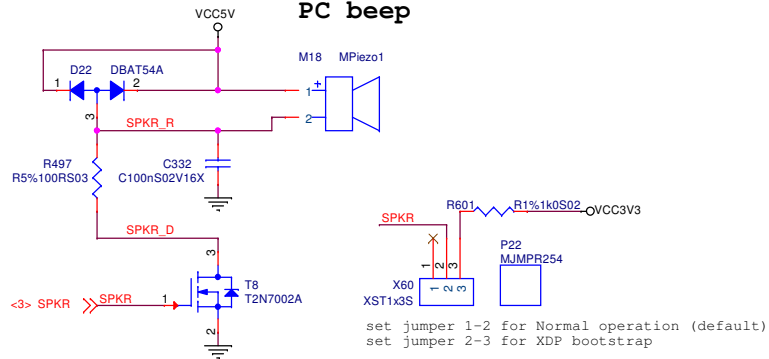 PC beep
VCC5V
M18 MPiezo1
D22 DBAT54A
1 2
+
1
3
SPKR_R
2
R497
R5%100RS03
C332
C100nS02V16X
SPKR_D
R601 R1%1k0S02
VCC3V3
SPKR
P22
MJMPR254
3
1 2 3
X60
XST1x3S
1 2 3
T8
T2N7002A
<3> SPKR SPKR 1
2
set jumper 1-2 for Normal operation (default)
set jumper 2-3 for XDP bootstrap